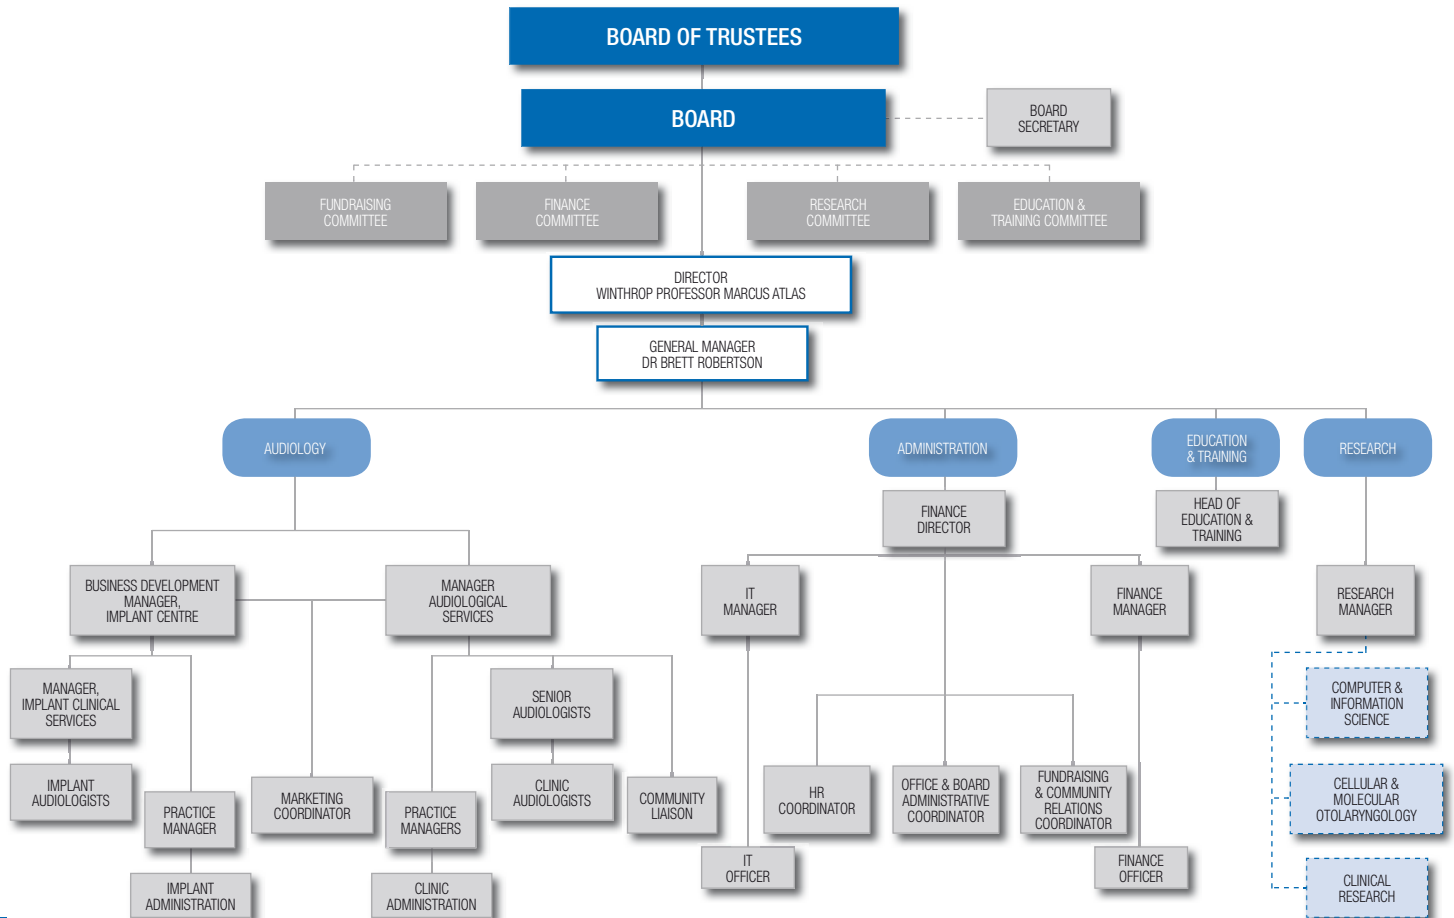 BOARD OF TRUSTEES
BOARD
BOARD
SECRETARY
FUNDRAISING
COMMITTEE
FINANCE
COMMITTEE
RESEARCH
COMMITTEE
EDUCATION &
TRAINING COMMITTEE
DIRECTOR
WINTHROP PROFESSOR MARCUS ATLAS
GENERAL MANAGER
DR BRETT ROBERTSON
AUDIOLOGY
ADMINISTRATION
EDUCATION
& TRAINING
RESEARCH
FINANCE
DIRECTOR
HEAD OF
EDUCATION &
TRAINING
BUSINESS DEVELOPMENT
MANAGER,
IMPLANT CENTRE
MANAGER
AUDIOLOGICAL
SERVICES
IT
MANAGER
FINANCE
MANAGER
RESEARCH
MANAGER
MANAGER,
IMPLANT CLINICAL
SERVICES
SENIOR
AUDIOLOGISTS
COMPUTER &
INFORMATION
SCIENCE
IMPLANT
AUDIOLOGISTS
PRACTICE
MANAGER
MARKETING
COORDINATOR
PRACTICE
MANAGERS
CLINIC
AUDIOLOGISTS
COMMUNITY
LIAISON
HR
COORDINATOR
OFFICE & BOARD
ADMINISTRATIVE
COORDINATOR
FUNDRAISING
& COMMUNITY
RELATIONS
COORDINATOR
CELLULAR &
MOLECULAR
OTOLARYNGOLOGY
IMPLANT
ADMINISTRATION
CLINIC
ADMINISTRATION
IT
OFFICER
FINANCE
OFFICER
CLINICAL
RESEARCH